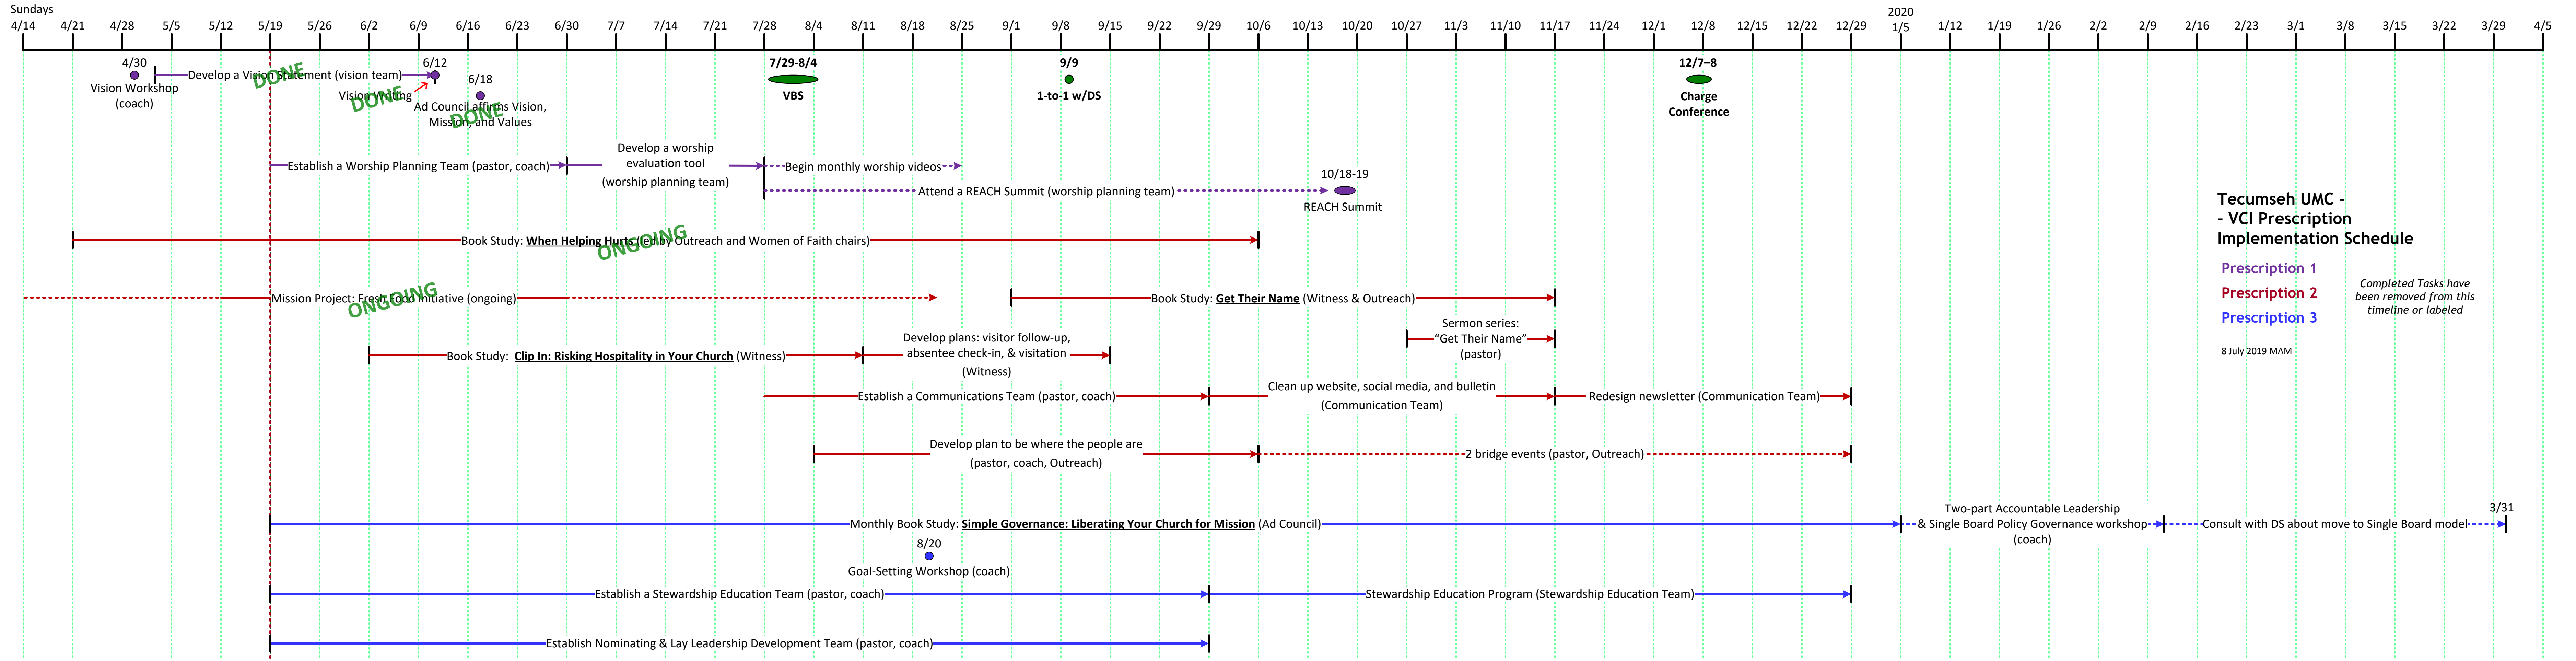 Sundays
4/14 4/21 4/28 5/5 5/12 5/19 5/26 6/2 6/9 6/16 6/23 6/30 7/7 7/14 7/21 7/28 8/4 8/11 8/18 8/25 9/1 9/8 9/15 9/22 9/29 10/6 10/13 10/20 10/27 11/3 11/10 11/17 11/24 12/1 12/8 12/15 12/22 12/29 2020 1/5 1/12 1/19 1/26 2/2 2/9 2/16 2/23 3/1 3/8 3/15 3/22 3/29 4/5
4/30
Vision Workshop
(coach)
Develop a Vision Statement (vision team)
DONE
6/12
Vision Writing
DONE
6/18
Ad Council affirms Vision,
Mission, and Values
DONE
7/29-8/4
VBS
9/9
1-to-1 w/DS
12/7–8
Charge
Conference
Establish a Worship Planning Team (pastor, coach)
Develop a worship
evaluation tool
(worship planning team)
Begin monthly worship videos
Attend a REACH Summit (worship planning team)
10/18-19
REACH Summit
Tecumseh UMC -
- VCI Prescription
Implementation Schedule
Prescription 1
Prescription 2
Prescription 3
Completed Tasks have
been removed from this
timeline or labeled
8 July 2019 MAM
Book Study: When Helping Hurts (led by Outreach and Women of Faith chairs)
ONGOING
Mission Project: Fresh Food Initiative (ongoing)
ONGOING
Book Study: Get Their Name (Witness & Outreach)
Sermon series:
“Get Their Name”
(pastor)
Book Study: Clip In: Risking Hospitality in Your Church (Witness)
Develop plans: visitor follow-up,
absentee check-in, & visitation
(Witness)
Establish a Communications Team (pastor, coach)
Clean up website, social media, and bulletin
(Communication Team)
Redesign newsletter (Communication Team)
Develop plan to be where the people are
(pastor, coach, Outreach)
2 bridge events (pastor, Outreach)
Monthly Book Study: Simple Governance: Liberating Your Church for Mission (Ad Council)
Two-part Accountable Leadership
& Single Board Policy Governance workshop
(coach)
Consult with DS about move to Single Board model
3/31
8/20
Goal-Setting Workshop (coach)
Establish a Stewardship Education Team (pastor, coach)
Stewardship Education Program (Stewardship Education Team)
Establish Nominating & Lay Leadership Development Team (pastor, coach)